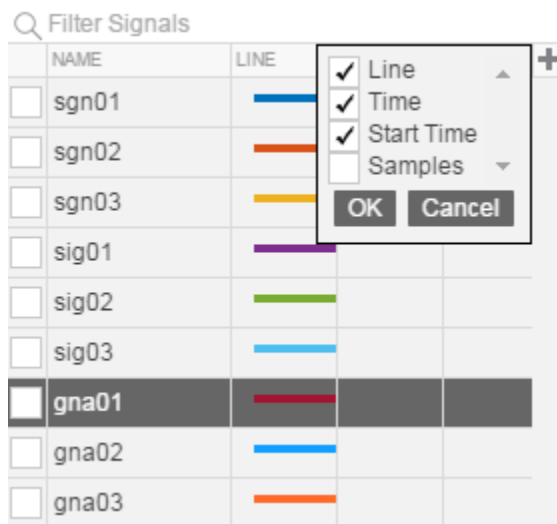 Filter Signals
NAME LINE
Line
Time
Start Time
Samples
OK Cancel
sgn01
sgn02
sgn03
sig01
sig02
sig03
gna01
gna02
gna03